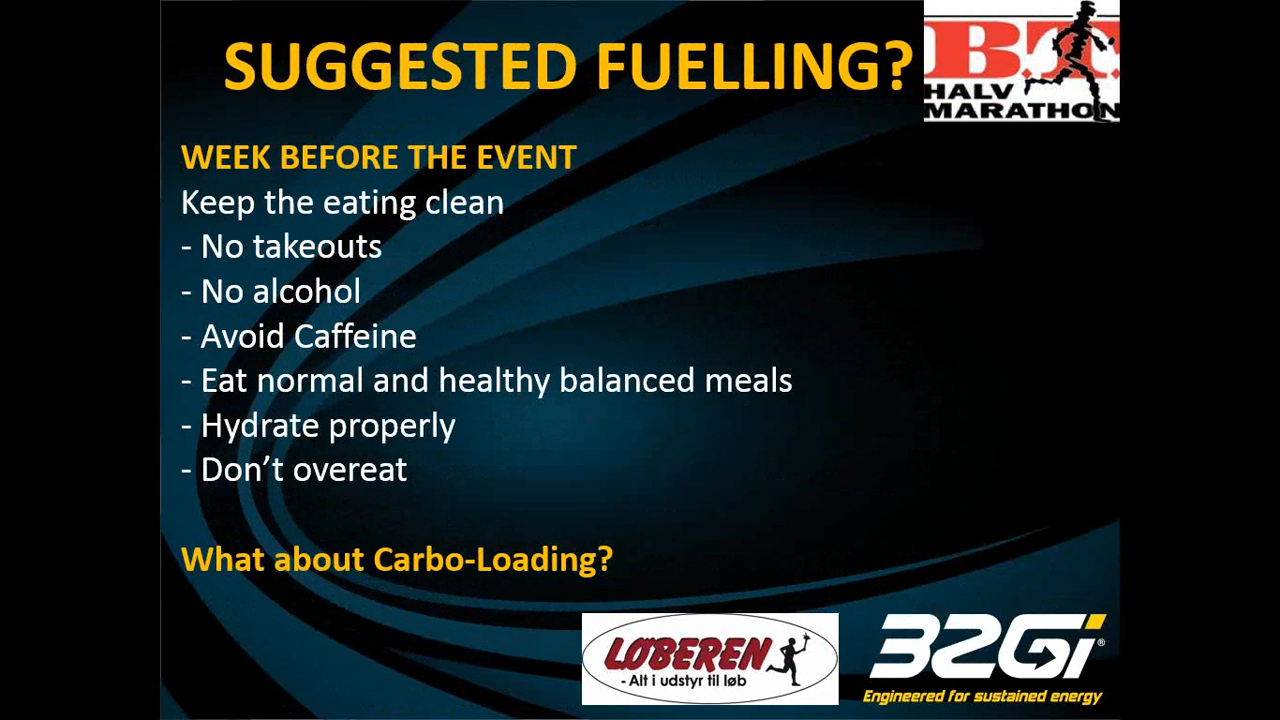 SUGGESTED FUELLING?
B.T.
HALV
MARATHON
WEEK BEFORE THE EVENT
Keep the eating clean
- No takeouts
- No alcohol
- Avoid Caffeine
- Eat normal and healthy balanced meals
- Hydrate properly
- Don’t overeat
What about Carbo-Loading?
LØBEREN
- Alt i udstyr til løb
32Gi®
Engineered for sustained energy